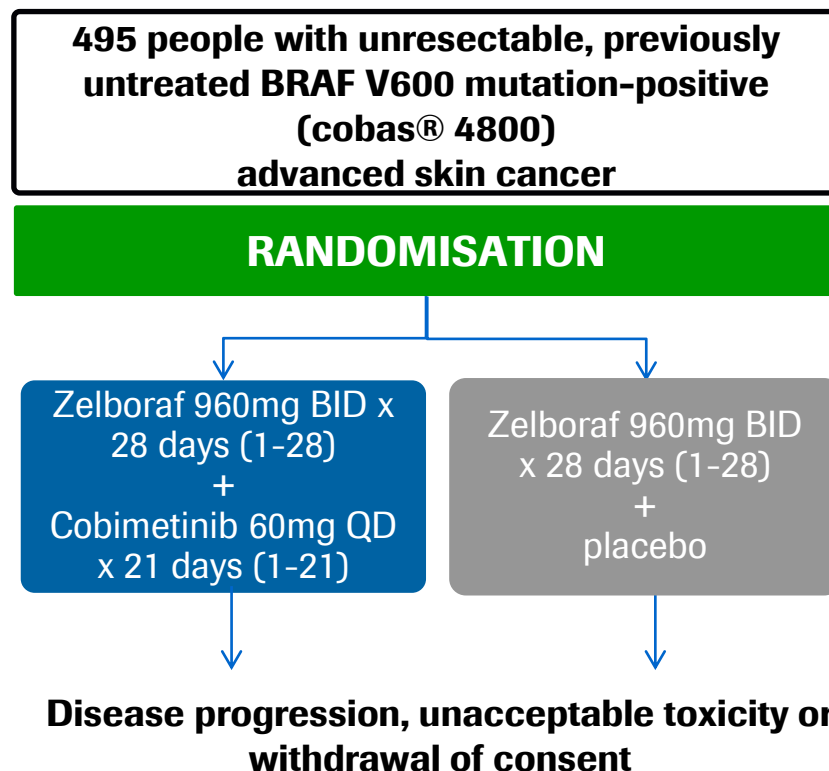 495 people with unresectable, previously
untreated BRAF V600 mutation-positive
(cobas® 4800)
advanced skin cancer
RANDOMISATION
Zelboraf 960mg BID x
28 days (1-28)
+
Cobimetinib 60mg QD
x 21 days (1-21)
Zelboraf 960mg BID
x 28 days (1-28)
+
placebo
Disease progression, unacceptable toxicity or
withdrawal of consent